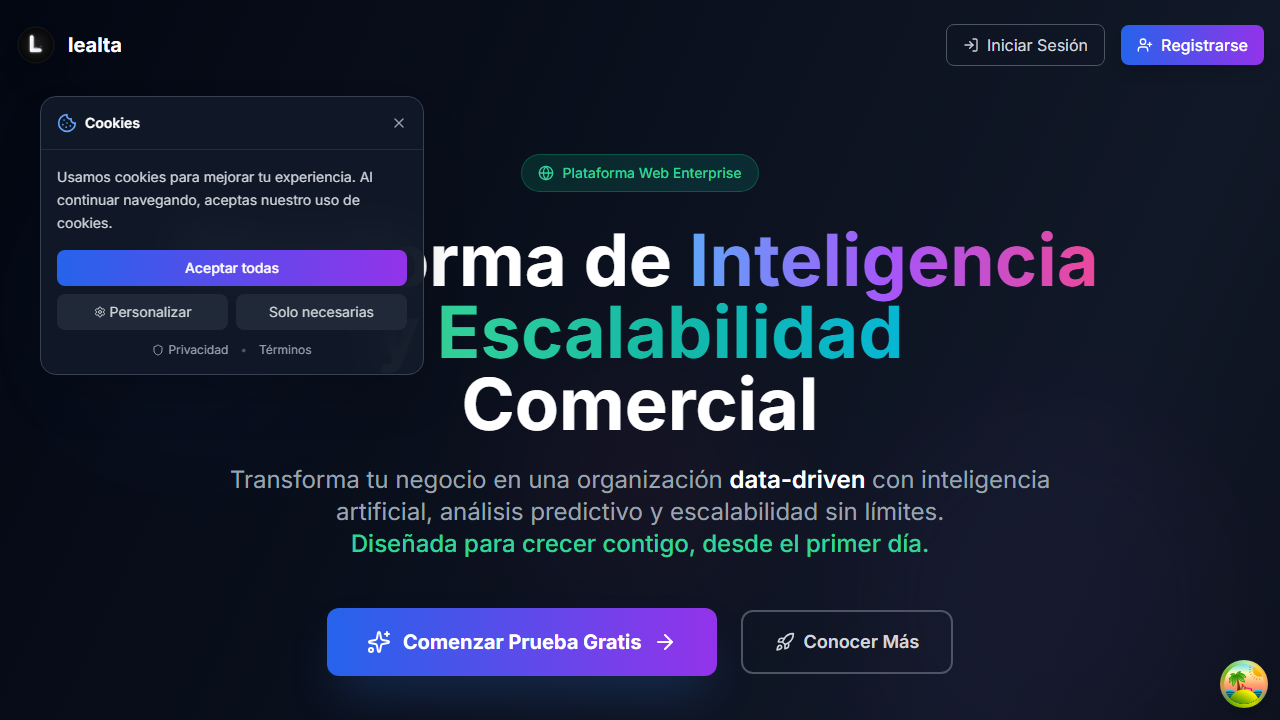 lealta
Iniciar Sesión
Registrarse
Cookies
Usamos cookies para mejorar tu experiencia. Al
continuar navegando, aceptas nuestro uso de
cookies.
Aceptar todas
Personalizar
Solo necesarias
Privacidad • Términos
Plataforma Web Enterprise
orma de Inteligencia
y Escalabilidad
Comercial
Transforma tu negocio en una organización data-driven con inteligencia
artificial, análisis predictivo y escalabilidad sin límites.
Diseñada para crecer contigo, desde el primer día.
Comenzar Prueba Gratis
Conocer Más